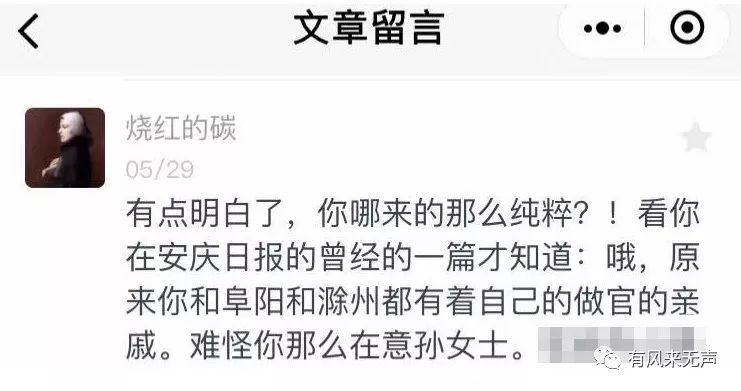 文章留言
烧红的碳
05/29
有点明白了，你哪来的那么纯粹？！看你
在安庆日报的曾经的一篇才知道：哦，原
来你和阜阳和滁州都有着自己的做官的亲
戚。难怪你那么在意孙女士。
有风来无声